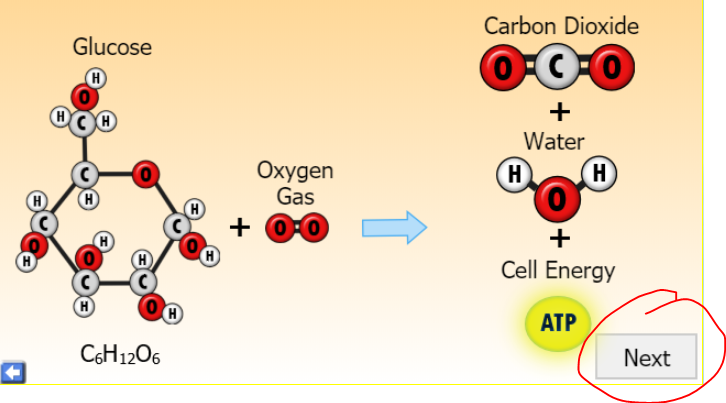 Glucose
H
O
H C H
C O
H
H
C
O
H
H
O
C
H
H
C
O H
H
C
O H
C₆H₁₂O₆
+
Oxygen
Gas
O O
Carbon Dioxide
O C O
+
Water
H H
O
+
Cell Energy
ATP
Next